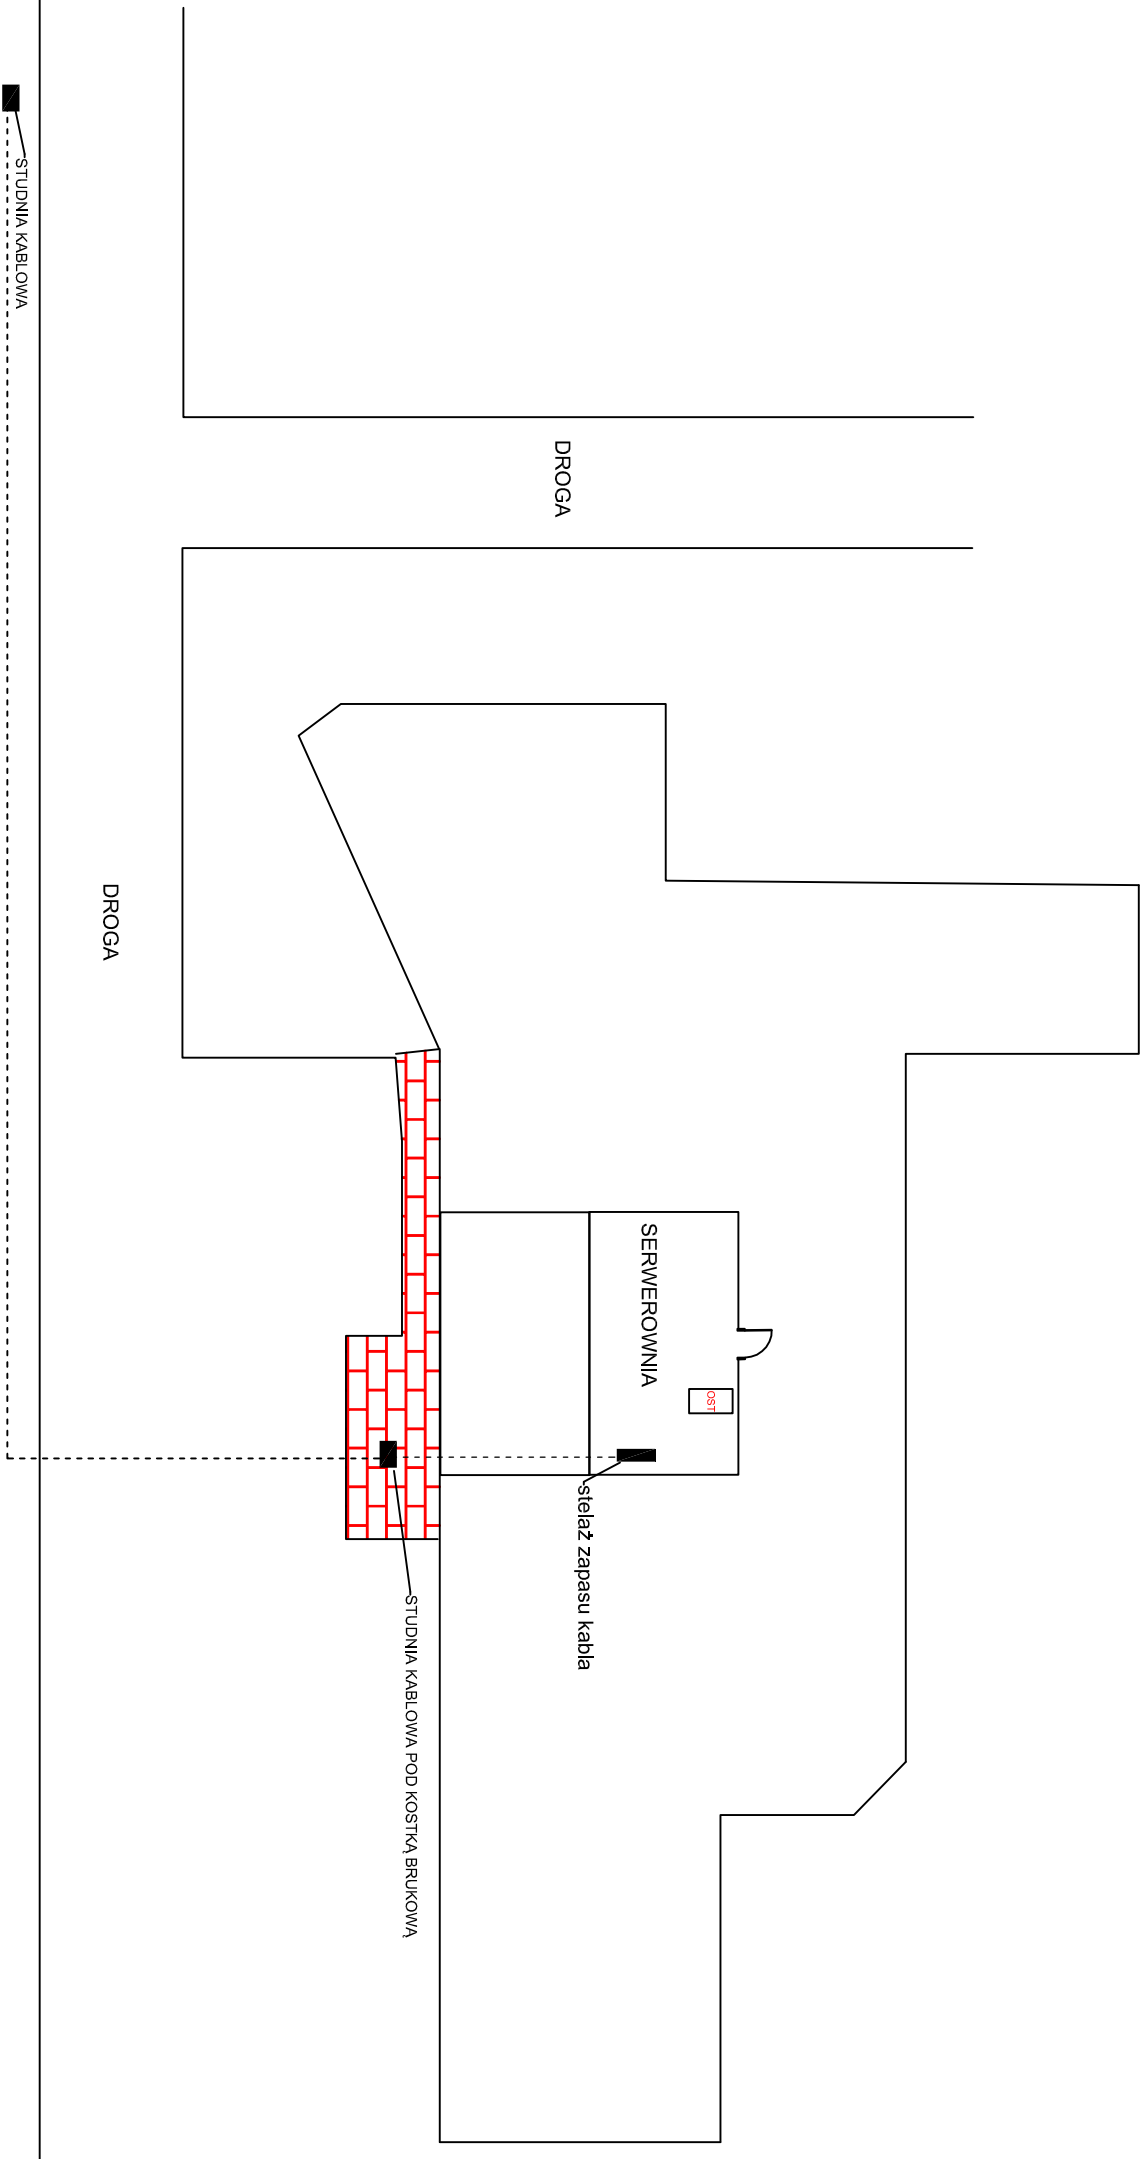 STUDNIA KABLOWA
DROGA
DROGA
SERWEROWNIA
OST
stelaż zapasu kabla
STUDNIA KABLOWA POD KOSTKĄ BRUKOWĄ